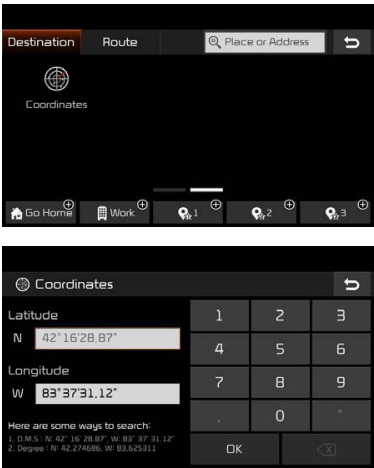 Destination Route Place or Address
Coordinates
Go Home Work 1 2 3
Coordinates
Latitude
N 42°16'28.87"
Longitude
W 83°37'31.12"
Here are some ways to search:
1. D.M.S : N: 42° 16' 28.87", W: 83° 37' 31.12"
2. Degree : N: 42.274686, W: 83.625311
1 2 3
4 5 6
7 8 9
. 0 °
OK